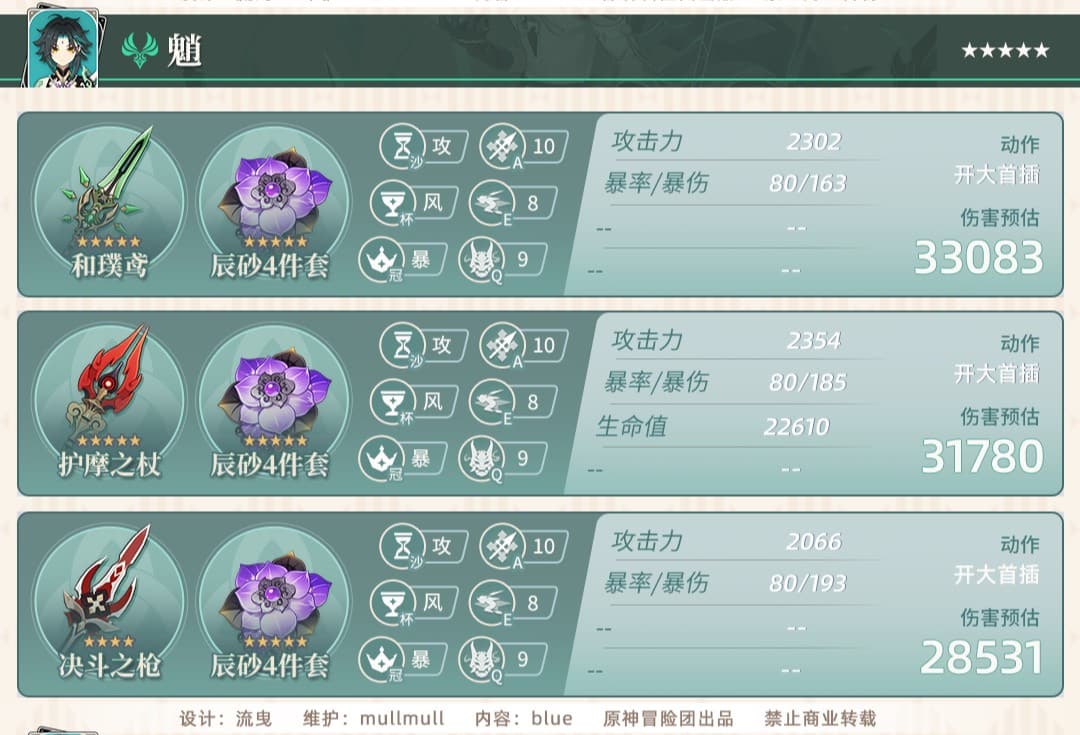 魈
★★★★★
攻
10
攻击力
2302
动作
开大首插
暴率/暴伤
80/163
风
8
--
--
伤害预估
33083
★★★★★
★★★★★
和璞鸢
辰砂4件套
暴
9
--
--
沙
A
杯
E
冠
Q
攻
10
攻击力
2354
动作
开大首插
暴率/暴伤
80/185
风
8
生命值
22610
伤害预估
31780
★★★★★
★★★★★
护摩之杖
辰砂4件套
暴
9
--
--
沙
A
杯
E
冠
Q
攻
10
攻击力
2066
动作
开大首插
暴率/暴伤
80/193
风
8
--
--
伤害预估
28531
★★★★
★★★★★
决斗之枪
辰砂4件套
暴
9
--
--
沙
A
杯
E
冠
Q
设计：流曳 维护：mullmull 内容：blue 原神冒险团出品 禁止商业转载